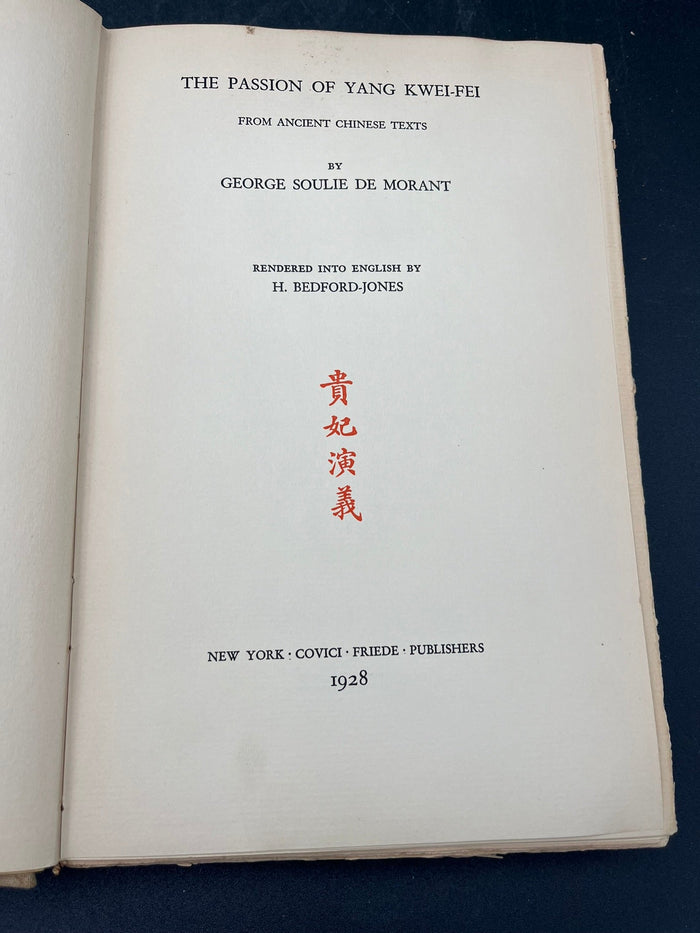 THE PASSION OF YANG KWEI-FEI
FROM ANCIENT CHINESE TEXTS
BY
GEORGE SOULIE DE MORANT
RENDERED INTO ENGLISH BY
H. BEDFORD-JONES
貴妃演義
NEW YORK · COVICI · FRIEDE · PUBLISHERS
1928